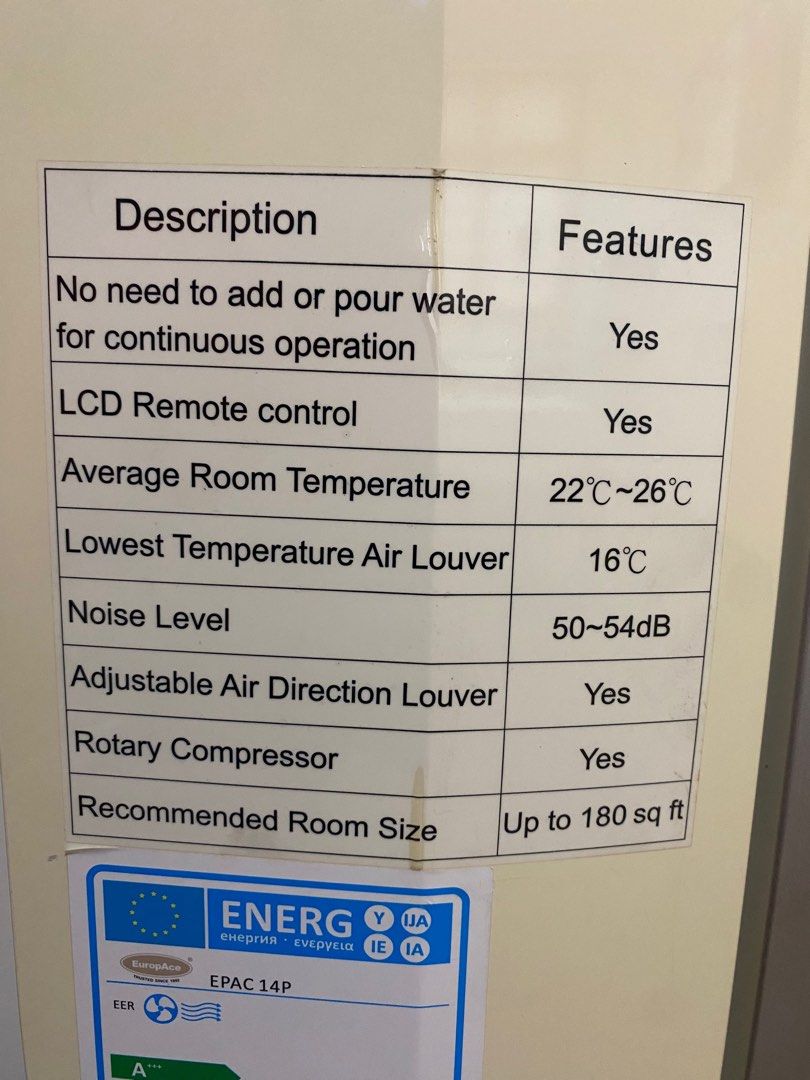 Description Features
No need to add or pour water
for continuous operation Yes
LCD Remote control Yes
Average Room Temperature 22℃~26℃
Lowest Temperature Air Louver 16℃
Noise Level 50~54dB
Adjustable Air Direction Louver Yes
Rotary Compressor Yes
Recommended Room Size Up to 180 sq ft
ENERG Y IJA
енергия · ενεργεια IE IA
EuropAce ®
TRUSTED SINCE 1992
EPAC 14P
EER
A+++